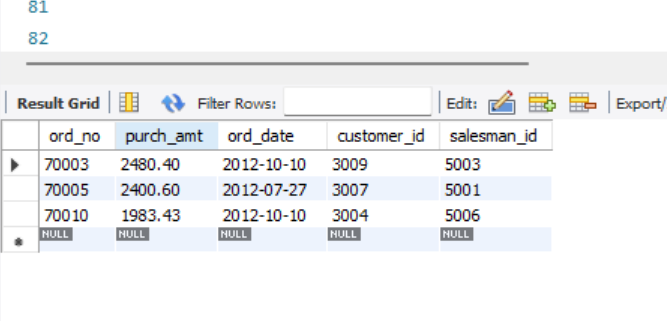 81
82
Result Grid Filter Rows: Edit: Export/
ord_no purch_amt ord_date customer_id salesman_id
70003 2480.40 2012-10-10 3009 5003
70005 2400.60 2012-07-27 3007 5001
70010 1983.43 2012-10-10 3004 5006
NULL NULL NULL NULL NULL